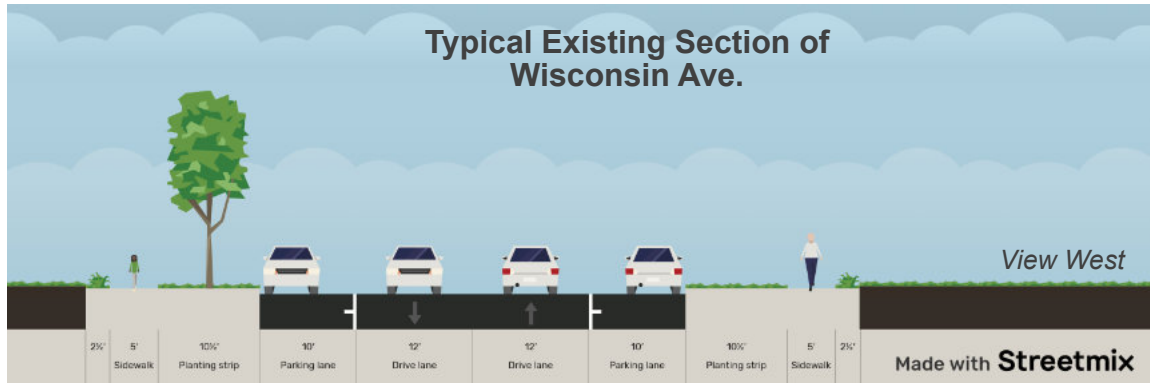 Typical Existing Section of
Wisconsin Ave.
View West
2½' 5' 10½' 10' 12' 12' 10' 10½' 5' 2½'
Sidewalk Planting strip Parking lane Drive lane Drive lane Parking lane Planting strip Sidewalk
Made with Streetmix